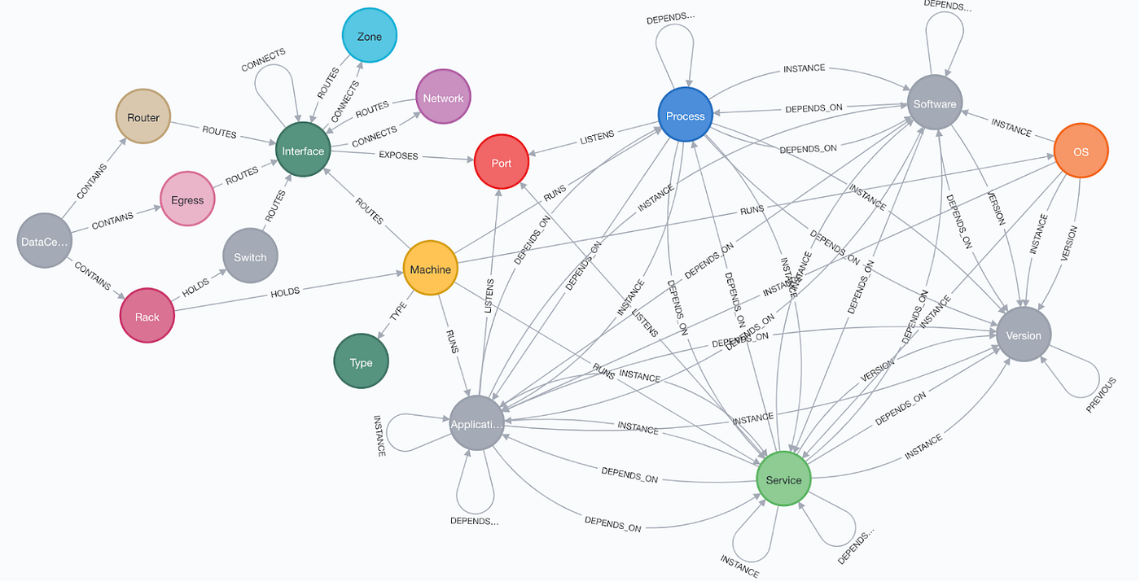 DEPENDS...
DEPENDS...
Zone
CONNECTS
ROUTES
CONNECTS
INSTANCE
Network
ROUTES
CONNECTS
Software
DEPENDS_ON
Process
Router
ROUTES
LISTENS
INSTANCE
Interface
EXPOSES
Port
DEPENDS_ON
OS
CONTAINS
ROUTES
Egress
ROUTES
RUNS
INSTANCE
INSTANCE
CONTAINS
ROUTES
RUNS
VERSION
DEPENDS_ON
INSTANCE
VERSION
DataCe...
DEPENDS_ON
DEPENDS_ON
Switch
DEPENDS_ON
DEPENDS_ON
INSTANCE
INSTANCE
CONTAINS
HOLDS
Machine
DEPENDS_ON
HOLDS
LISTENS
INSTANCE
INSTANCE
DEPENDS_ON
DEPENDS_ON
Rack
TYPE
LISTENS
DEPENDS_ON
DEPENDS_ON
INSTANCE
Version
RUNS
DEPENDS_ON
Type
RUNS
INSTANCE
VERSION
PREVIOUS
DEPENDS_ON
INSTANCE
Applicati...
INSTANCE
INSTANCE
INSTANCE
DEPENDS_ON
Service
DEPENDS...
DEPENDS_ON
DEPENDS...
INSTANCE